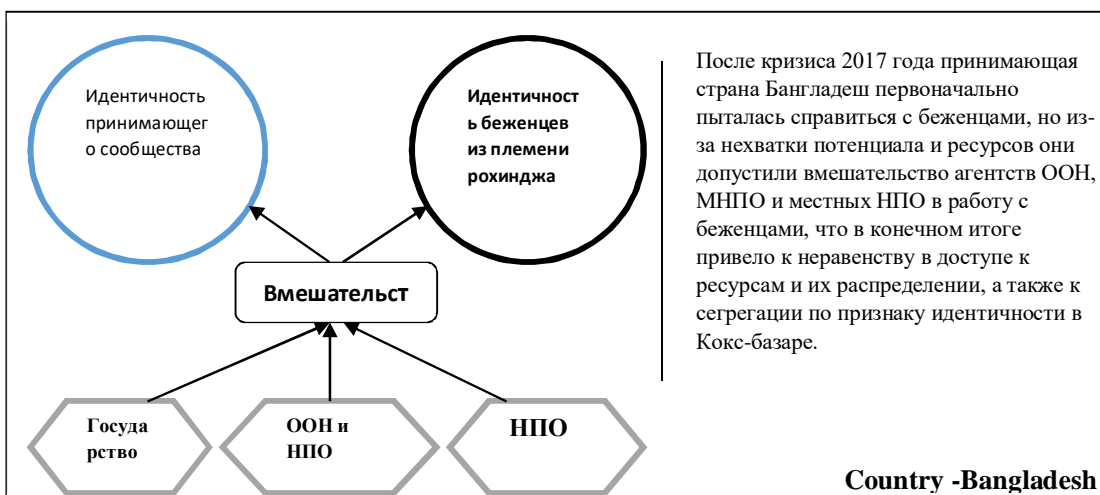 Идентичность
принимающег
о сообщества
Идентичност
ь беженцев
из племени
рохинджа
После кризиса 2017 года принимающая
страна Бангладеш первоначально
пыталась справиться с беженцами, но из-
за нехватки потенциала и ресурсов они
допустили вмешательство агентств ООН,
МНПО и местных НПО в работу с
беженцами, что в конечном итоге
привело к неравенству в доступе к
ресурсам и их распределении, а также к
сегрегации по признаку идентичности в
Кокс-базаре.
Вмешательст
Госуда
рство
ООН и
НПО
НПО
Country -Bangladesh